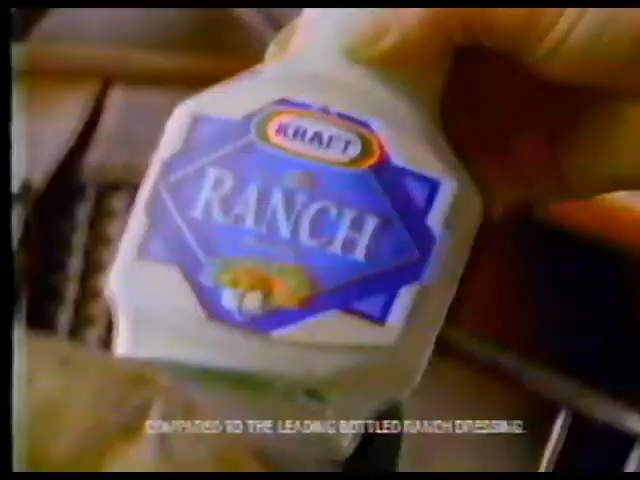 KRAFT
RANCH
COMPARED TO THE LEADING BOTTLED RANCH DRESSING.